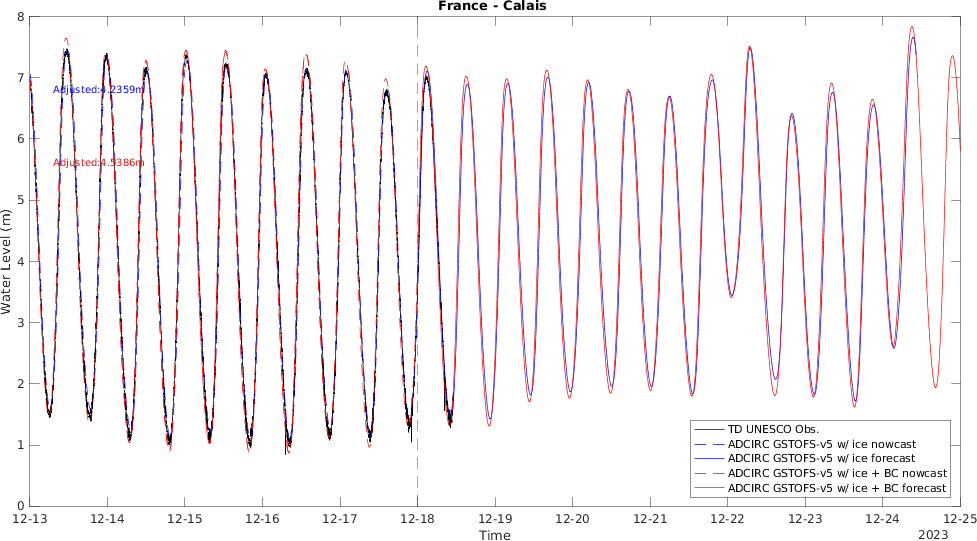 France - Calais
8
7
6
5
4
3
2
1
0
Water Level (m)
Adjusted:4.2359m
Adjusted:4.5386m
TD UNESCO Obs.
ADCIRC GSTOFS-v5 w/ ice nowcast
ADCIRC GSTOFS-v5 w/ ice forecast
ADCIRC GSTOFS-v5 w/ ice + BC nowcast
ADCIRC GSTOFS-v5 w/ ice + BC forecast
12-13 12-14 12-15 12-16 12-17 12-18 12-19 12-20 12-21 12-22 12-23 12-24 12-25
Time
2023